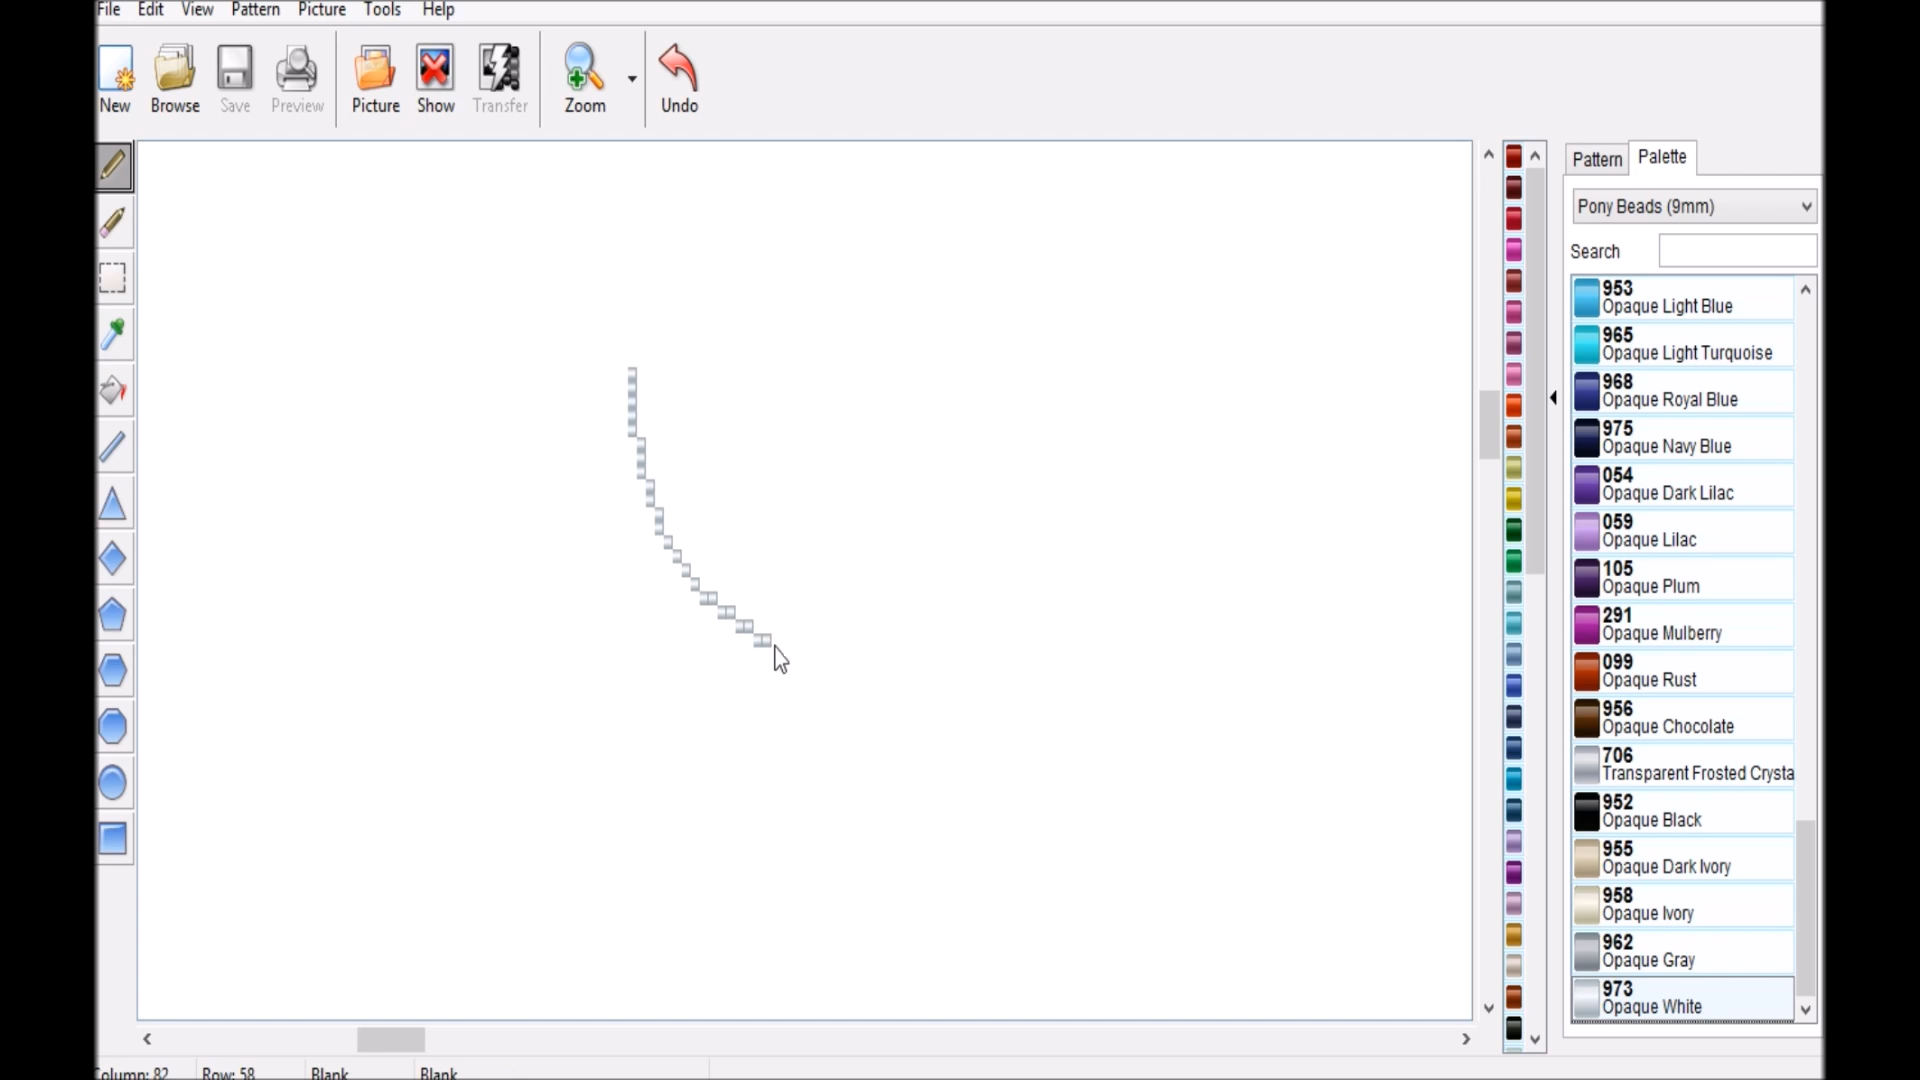 File Edit View Pattern Picture Tools Help
New Browse Save Preview Picture Show Transfer Zoom Undo
Pattern Palette
Pony Beads (9mm)
Search
953
Opaque Light Blue
965
Opaque Light Turquoise
968
Opaque Royal Blue
975
Opaque Navy Blue
054
Opaque Dark Lilac
059
Opaque Lilac
105
Opaque Plum
291
Opaque Mulberry
099
Opaque Rust
956
Opaque Chocolate
706
Transparent Frosted Crysta
952
Opaque Black
955
Opaque Dark Ivory
958
Opaque Ivory
962
Opaque Gray
973
Opaque White
Column: 82 Row: 58 Blank Blank